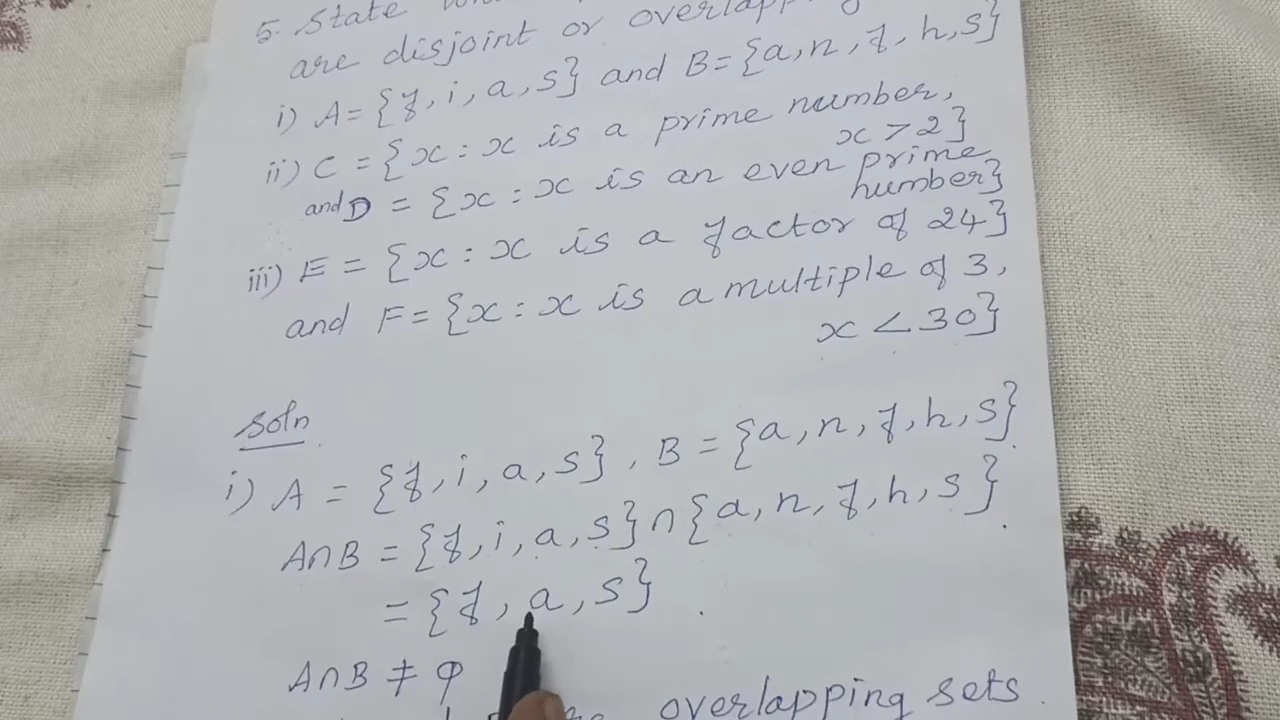 5. State
are disjoint or overlapping
i) A = {f, i, a, s} and B = {a, n, f, h, s}
ii) C = {x : x is a prime number,
x > 2}
and D = {x : x is an even prime
number}
iii) E = {x : x is a factor of 24}
and F = {x : x is a multiple of 3,
x < 30}
Soln
i) A = {f, i, a, s}, B = {a, n, f, h, s}
A∩B = {f, i, a, s} ∩ {a, n, f, h, s}
= {f, a, s}
A∩B ≠ φ
overlapping sets